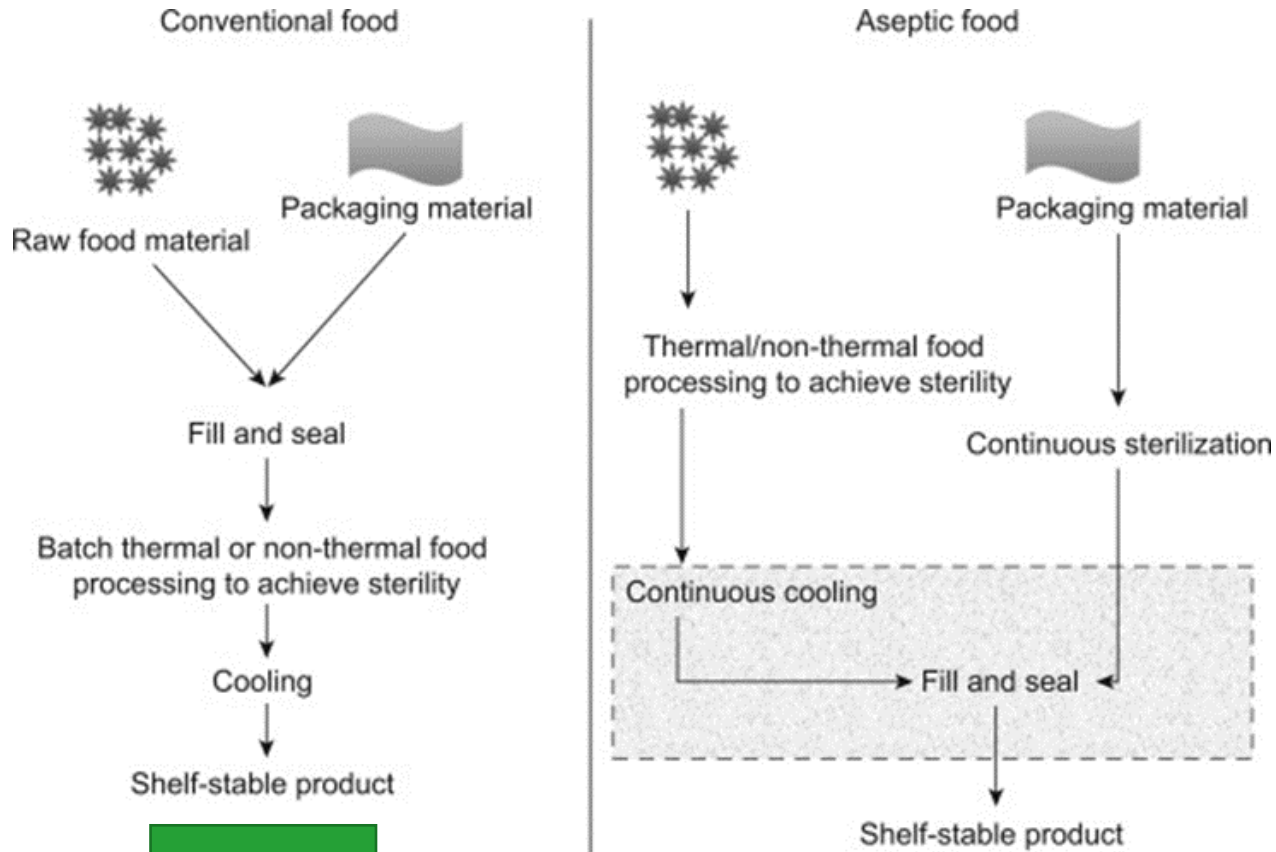 Conventional food
Packaging material
Raw food material
Fill and seal
Batch thermal or non-thermal food
processing to achieve sterility
Cooling
Shelf-stable product
Aseptic food
Packaging material
Thermal/non-thermal food
processing to achieve sterility
Continuous sterilization
Continuous cooling
Fill and seal
Shelf-stable product